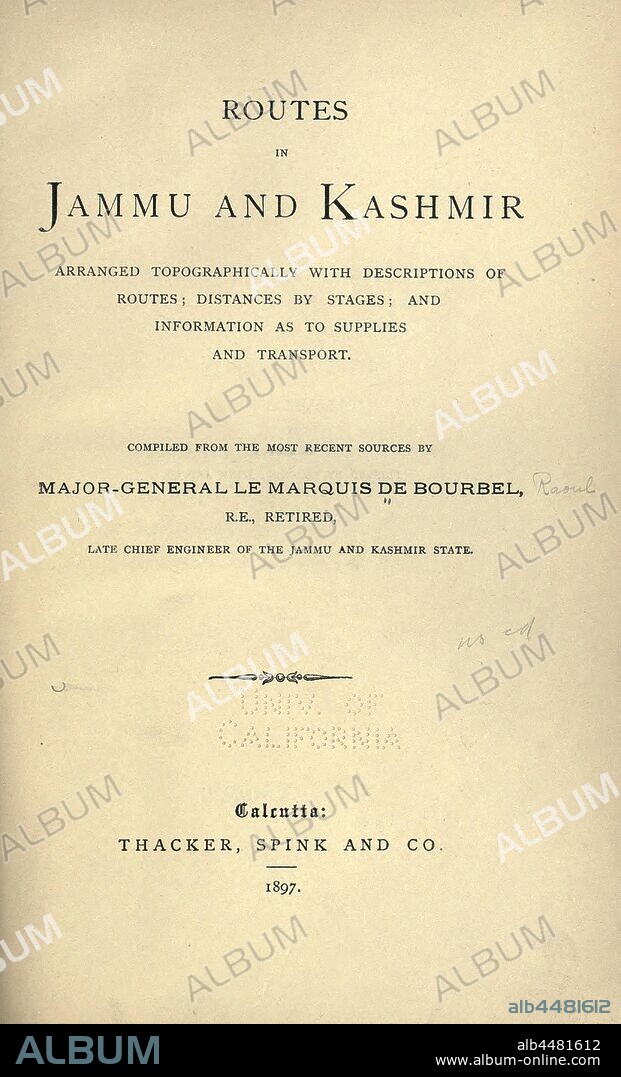 ROUTES
IN
JAMMU AND KASHMIR
ARRANGED TOPOGRAPHICALLY WITH DESCRIPTIONS OF
ROUTES; DISTANCES BY STAGES; AND
INFORMATION AS TO SUPPLIES
AND TRANSPORT.
COMPILED FROM THE MOST RECENT SOURCES BY
MAJOR-GENERAL LE MARQUIS DE BOURBEL, Raoul
R.E., RETIRED,
LATE CHIEF ENGINEER OF THE JAMMU AND KASHMIR STATE.
UNIV. OF
CALIFORNIA
Calcutta:
THACKER, SPINK AND CO.
1897.
alb4481612
ALBUM
alb4481612
www.album-online.com